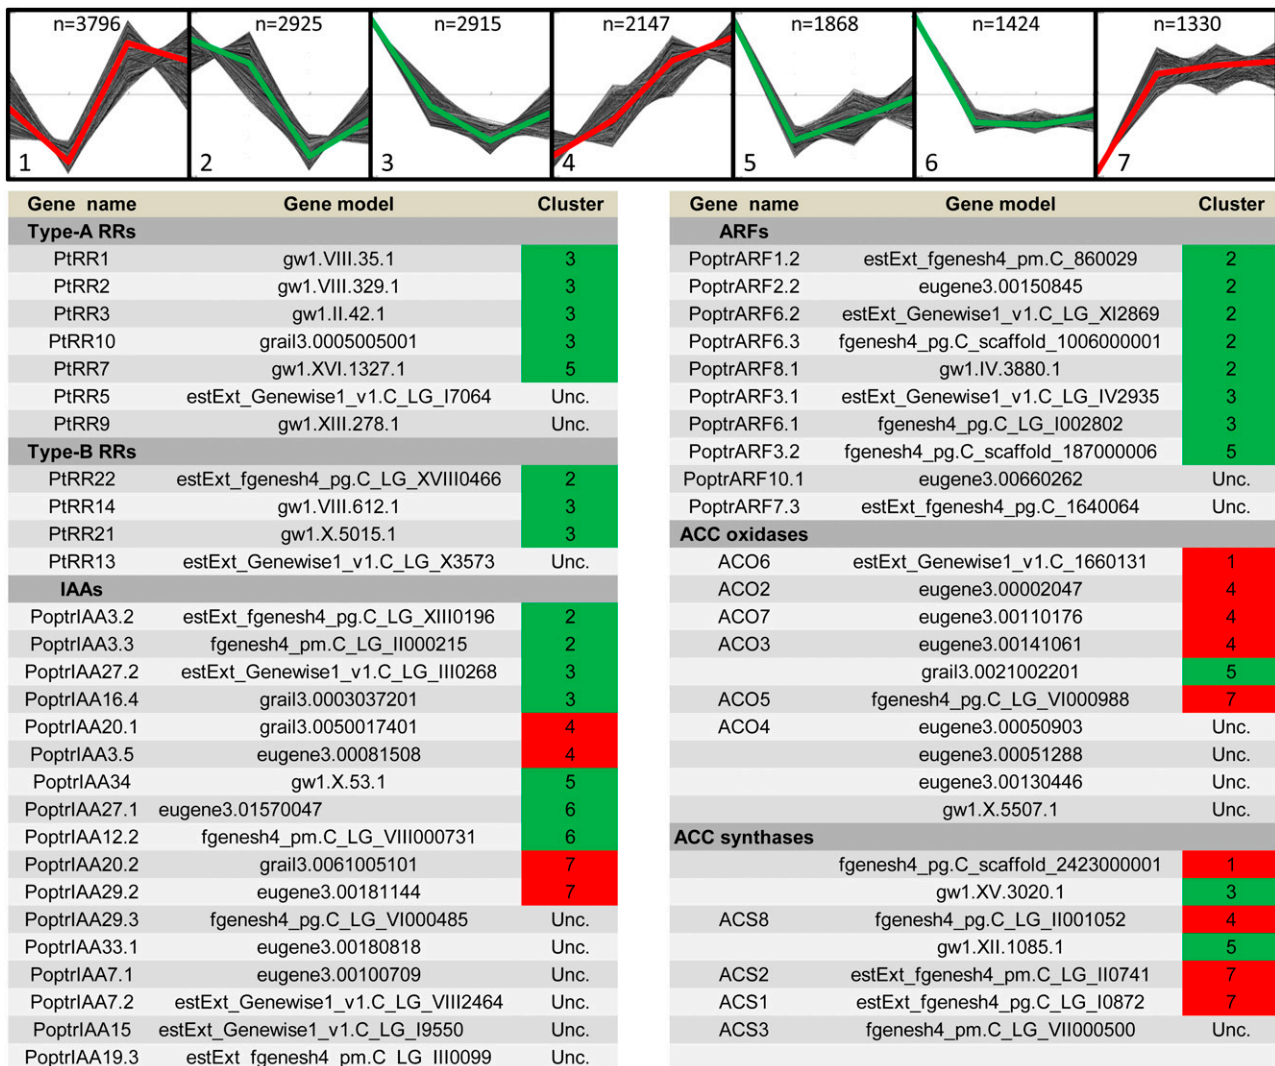 n=3796 n=2925 n=2915 n=2147 n=1868 n=1424 n=1330
1 2 3 4 5 6 7
Gene name Gene model Cluster
Type-A RRs
PtRR1 gw1.VIII.35.1 3
PtRR2 gw1.VIII.329.1 3
PtRR3 gw1.II.42.1 3
PtRR10 grail3.0005005001 3
PtRR7 gw1.XVI.1327.1 5
PtRR5 estExt_Genewise1_v1.C_LG_I7064 Unc.
PtRR9 gw1.XIII.278.1 Unc.
Type-B RRs
PtRR22 estExt_fgenesh4_pg.C_LG_XVIII0466 2
PtRR14 gw1.VIII.612.1 3
PtRR21 gw1.X.5015.1 3
PtRR13 estExt_Genewise1_v1.C_LG_X3573 Unc.
IAAs
PoptrIAA3.2 estExt_fgenesh4_pg.C_LG_XIII0196 2
PoptrIAA3.3 fgenesh4_pm.C_LG_II000215 2
PoptrIAA27.2 estExt_Genewise1_v1.C_LG_III0268 3
PoptrIAA16.4 grail3.0003037201 3
PoptrIAA20.1 grail3.0050017401 4
PoptrIAA3.5 eugene3.00081508 4
PoptrIAA34 gw1.X.53.1 5
PoptrIAA27.1 eugene3.01570047 6
PoptrIAA12.2 fgenesh4_pm.C_LG_VIII000731 6
PoptrIAA20.2 grail3.0061005101 7
PoptrIAA29.2 eugene3.00181144 7
PoptrIAA29.3 fgenesh4_pg.C_LG_VI000485 Unc.
PoptrIAA33.1 eugene3.00180818 Unc.
PoptrIAA7.1 eugene3.00100709 Unc.
PoptrIAA7.2 estExt_Genewise1_v1.C_LG_VIII2464 Unc.
PoptrIAA15 estExt_Genewise1_v1.C_LG_I9550 Unc.
PoptrIAA19.3 estExt_fgenesh4_pm.C_LG_III0099 Unc.
Gene name Gene model Cluster
ARFs
PoptrARF1.2 estExt_fgenesh4_pm.C_860029 2
PoptrARF2.2 eugene3.00150845 2
PoptrARF6.2 estExt_Genewise1_v1.C_LG_XI2869 2
PoptrARF6.3 fgenesh4_pg.C_scaffold_1006000001 2
PoptrARF8.1 gw1.IV.3880.1 2
PoptrARF3.1 estExt_Genewise1_v1.C_LG_IV2935 3
PoptrARF6.1 fgenesh4_pg.C_LG_I002802 3
PoptrARF3.2 fgenesh4_pg.C_scaffold_187000006 5
PoptrARF10.1 eugene3.00660262 Unc.
PoptrARF7.3 estExt_fgenesh4_pg.C_1640064 Unc.
ACC oxidases
ACO6 estExt_Genewise1_v1.C_1660131 1
ACO2 eugene3.00002047 4
ACO7 eugene3.00110176 4
ACO3 eugene3.00141061 4
grail3.0021002201 5
ACO5 fgenesh4_pg.C_LG_VI000988 7
ACO4 eugene3.00050903 Unc.
eugene3.00051288 Unc.
eugene3.00130446 Unc.
gw1.X.5507.1 Unc.
ACC synthases
fgenesh4_pg.C_scaffold_2423000001 1
gw1.XV.3020.1 3
ACS8 fgenesh4_pg.C_LG_II001052 4
gw1.XII.1085.1 5
ACS2 estExt_fgenesh4_pm.C_LG_II0741 7
ACS1 estExt_fgenesh4_pg.C_LG_I0872 7
ACS3 fgenesh4_pm.C_LG_VII000500 Unc.